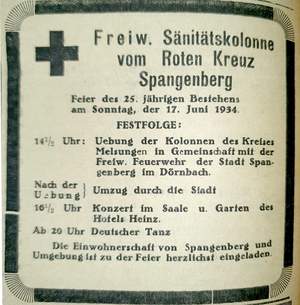 Freiw. Sänitätskolonne
vom Roten Kreuz
Spangenberg
Feier des 25. jährigen Bestehens
am Sonntag, der 17. Juni 1934.
FESTFOLGE:
14½ Uhr: Uebung der Kolonnen des Kreises
Melsungen in Gemeinschaft mit der
Freiw. Feuerwehr der Stadt Span-
genberg im Dörnbach.
Nach der
Uebung } Umzug durch die Stadt
16½ Uhr Konzert im Saale u. Garten des
Hotels Heinz.
Ab 20 Uhr Deutscher Tanz
Die Einwohnerschaft von Spangenberg und
Umgebung ist zu der Feier herzlichst eingeladen.